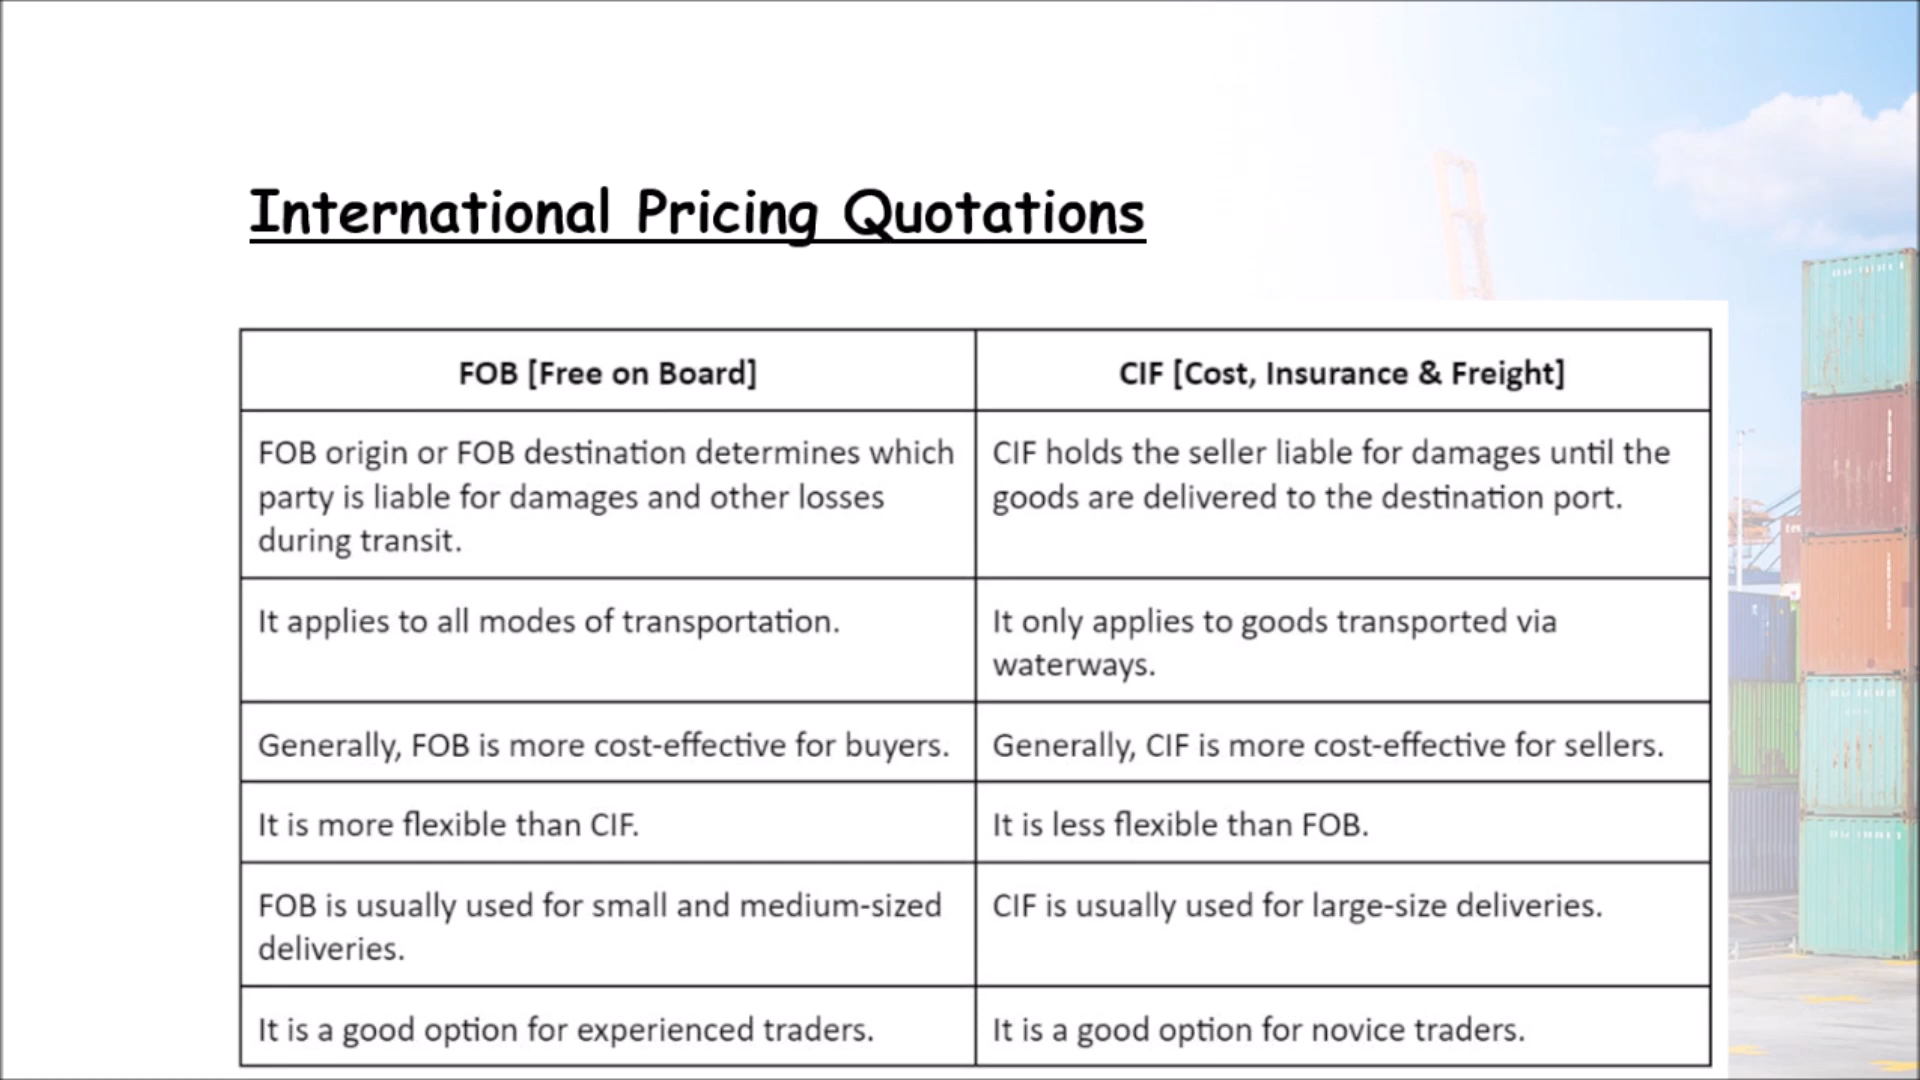 International Pricing Quotations
FOB [Free on Board]
CIF [Cost, Insurance & Freight]
FOB origin or FOB destination determines which
party is liable for damages and other losses
during transit.
CIF holds the seller liable for damages until the
goods are delivered to the destination port.
It applies to all modes of transportation.
It only applies to goods transported via
waterways.
Generally, FOB is more cost-effective for buyers.
Generally, CIF is more cost-effective for sellers.
It is more flexible than CIF.
It is less flexible than FOB.
FOB is usually used for small and medium-sized
deliveries.
CIF is usually used for large-size deliveries.
It is a good option for experienced traders.
It is a good option for novice traders.